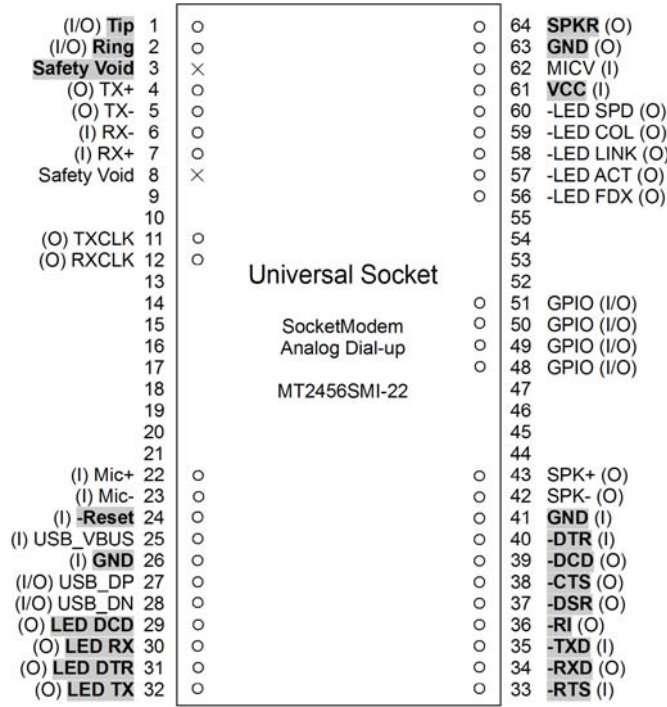 (I/O) Tip 1 64 SPKR (O)
(I/O) Ring 2 63 GND (O)
Safety Void 3 62 MICV (I)
(O) TX+ 4 61 VCC (I)
(O) TX- 5 60 -LED SPD (O)
(I) RX- 6 59 -LED COL (O)
(I) RX+ 7 58 -LED LINK (O)
Safety Void 8 57 -LED ACT (O)
9 56 -LED FDX (O)
10 55
(O) TXCLK 11 54
(O) RXCLK 12 53
Universal Socket
13 52
14 51 GPIO (I/O)
15 SocketModem 50 GPIO (I/O)
16 Analog Dial-up 49 GPIO (I/O)
17 48 GPIO (I/O)
18 MT2456SMI-22 47
19 46
20 45
21 44
(I) Mic+ 22 43 SPK+ (O)
(I) Mic- 23 42 SPK- (O)
(I) -Reset 24 41 GND (I)
(I) USB_VBUS 25 40 -DTR (I)
(I) GND 26 39 -DCD (O)
(I/O) USB_DP 27 38 -CTS (O)
(I/O) USB_DN 28 37 -DSR (O)
(O) LED DCD 29 36 -RI (O)
(O) LED RX 30 35 -TXD (I)
(O) LED DTR 31 34 -RXD (O)
(O) LED TX 32 33 -RTS (I)